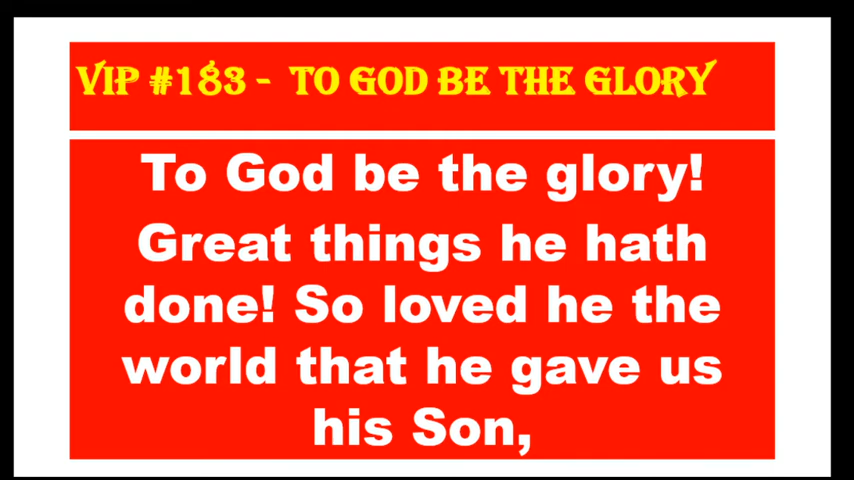 VIP #183 - TO GOD BE THE GLORY
To God be the glory!
Great things he hath
done! So loved he the
world that he gave us
his Son,